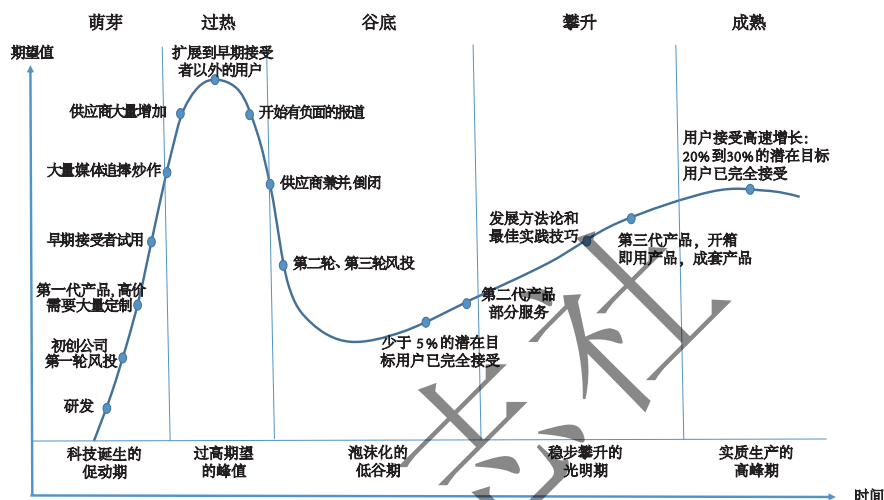 萌芽 过热 谷底 攀升 成熟
期望值
扩展到早期接受
者以外的用户
供应商大量增加
开始有负面的报道
大量媒体追捧炒作
供应商兼并,倒闭
早期接受者试用
第二轮、第三轮风投
第一代产品,高价
需要大量定制
初创公司
第一轮风投
研发
少于 5%的潜在目
标用户已完全接受
第二代产品
部分服务
发展方法论和
最佳实践技巧
第三代产品，开箱
即用产品，成套产品
用户接受高速增长：
20%到30%的潜在目标
用户已完全接受
科技诞生的
促动期
过高期望
的峰值
泡沫化的
低谷期
稳步攀升的
光明期
实质生产的
高峰期
时间
志社